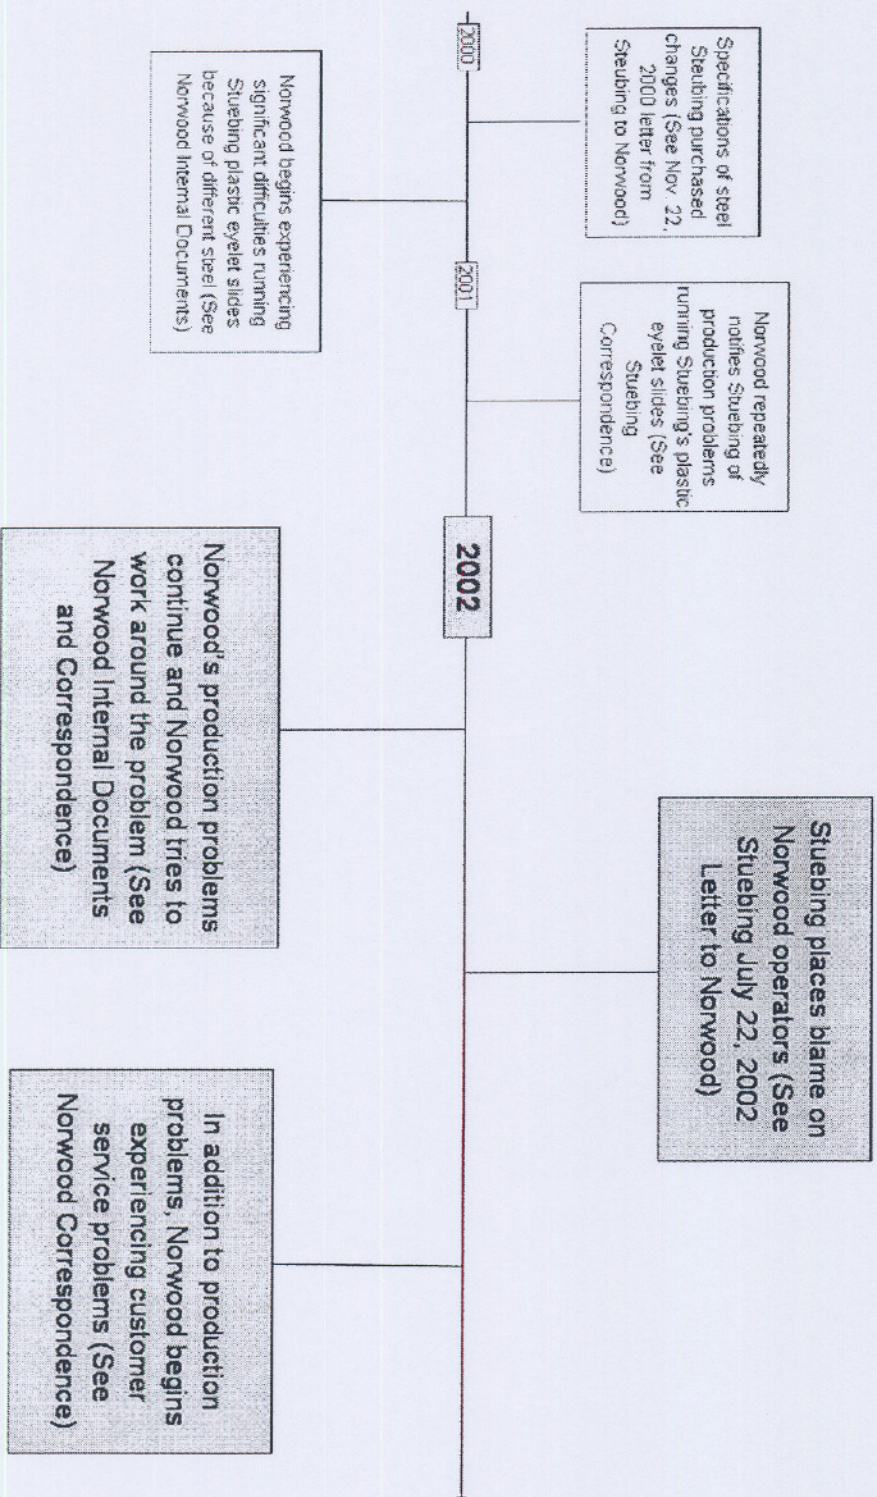 Specifications of steel
Steubing purchased
changes (See Nov. 22,
2000 letter from
Steubing to Norwood)
Norwood repeatedly
notifies Stuebing of
production problems
running Stuebing's plastic
eyelet slides (See
Stuebing
Correspondence)
Stuebing places blame on
Norwood operators (See
Stuebing July 22, 2002
Letter to Norwood)
2000
2001
2002
Norwood begins experiencing
significant difficulties running
Stuebing plastic eyelet slides
because of different steel (See
Norwood Internal Documents)
Norwood's production problems
continue and Norwood tries to
work around the problem (See
Norwood Internal Documents
and Correspondence)
In addition to production
problems, Norwood begins
experiencing customer
service problems (See
Norwood Correspondence)